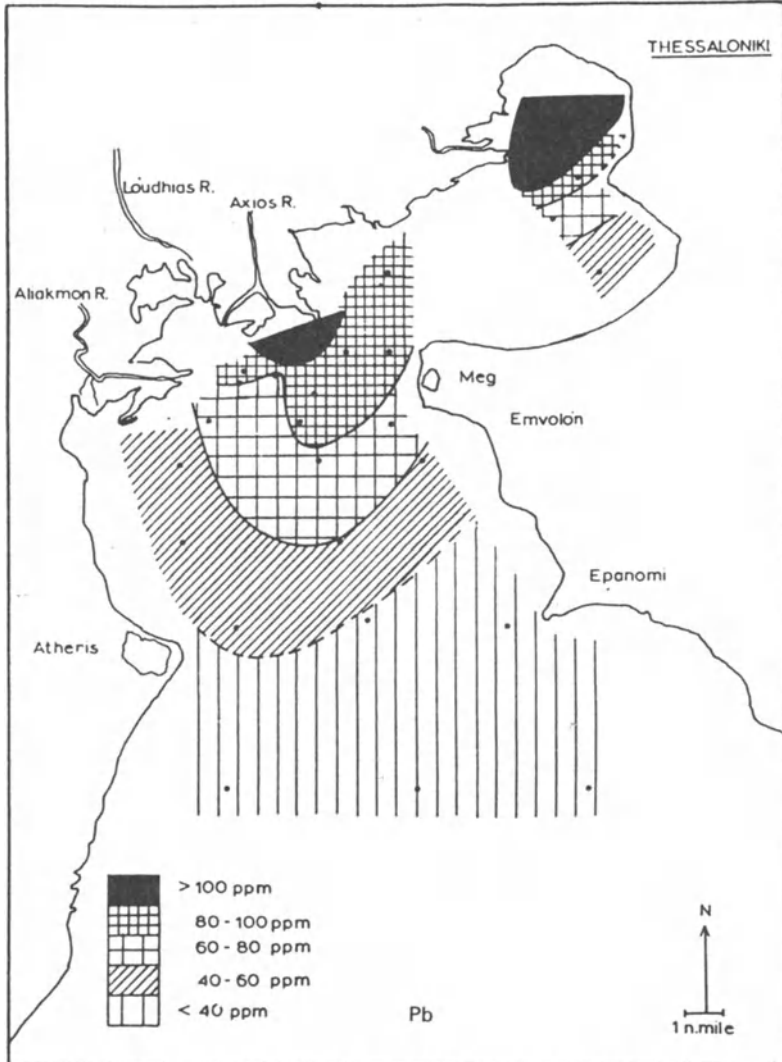 THESSALONIKI
Loudhias R.
Axios R.
Aliakmon R.
Meg
Emvolon
Epanomi
Atheris
> 100 ppm
80 - 100 ppm
60 - 80 ppm
40 - 60 ppm
< 40 ppm
Pb
N
1 n.mile